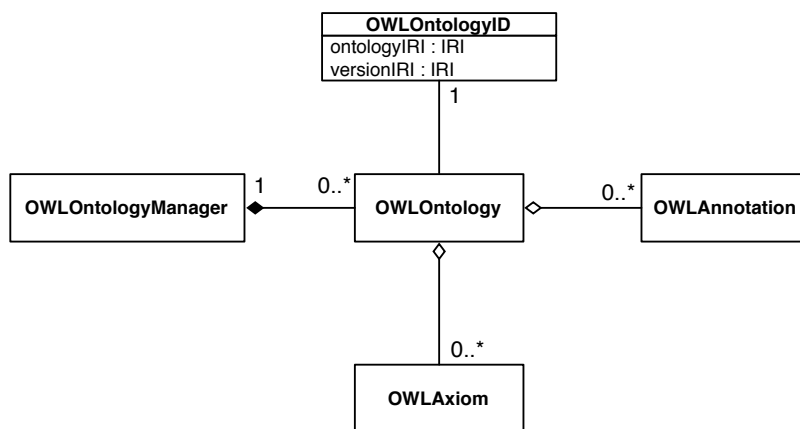 OWLOntologyID
ontologyIRI : IRI
versionIRI : IRI
1
OWLOntologyManager
1
0..*
OWLOntology
0..*
OWLAnnotation
0..*
OWLAxiom